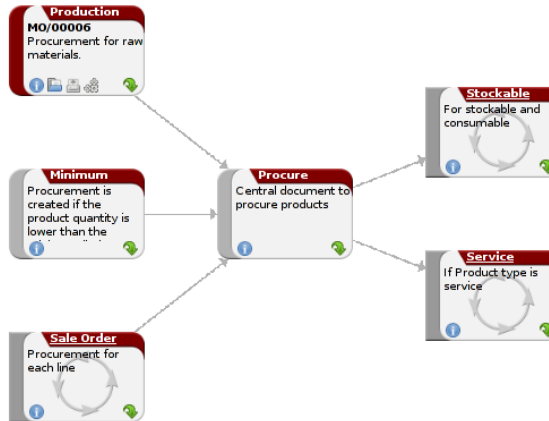 Production
MO/00006
Procurement for raw
materials.
Stockable
For stockable and
consumable
Minimum
Procurement is
created if the
product quantity is
lower than the
Procure
Central document to
procure products
Service
If Product type is
service
Sale Order
Procurement for
each line